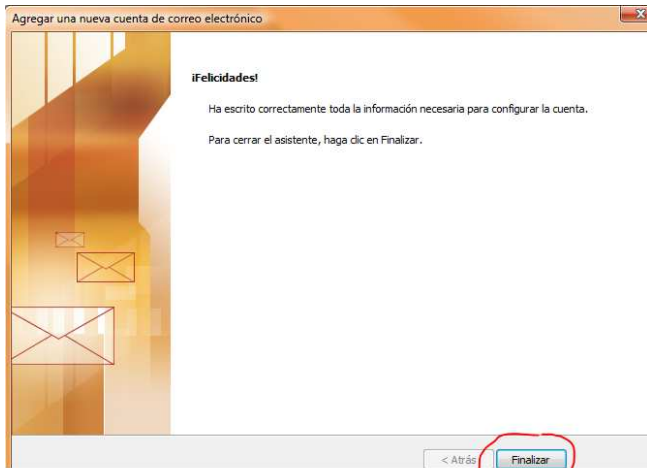 Agregar una nueva cuenta de correo electrónico
¡Felicidades!
Ha escrito correctamente toda la información necesaria para configurar la cuenta.
Para cerrar el asistente, haga clic en Finalizar.
< Atrás
Finalizar